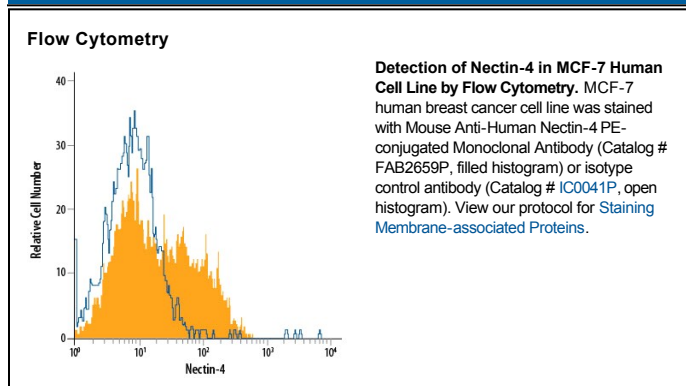 Flow Cytometry
40
30
20
10
0
Relative Cell Number
10⁰ 10¹ 10² 10³ 10⁴
Nectin-4
Detection of Nectin-4 in MCF-7 Human
Cell Line by Flow Cytometry. MCF-7
human breast cancer cell line was stained
with Mouse Anti-Human Nectin-4 PE-
conjugated Monoclonal Antibody (Catalog #
FAB2659P, filled histogram) or isotype
control antibody (Catalog # IC0041P, open
histogram). View our protocol for Staining
Membrane-associated Proteins.